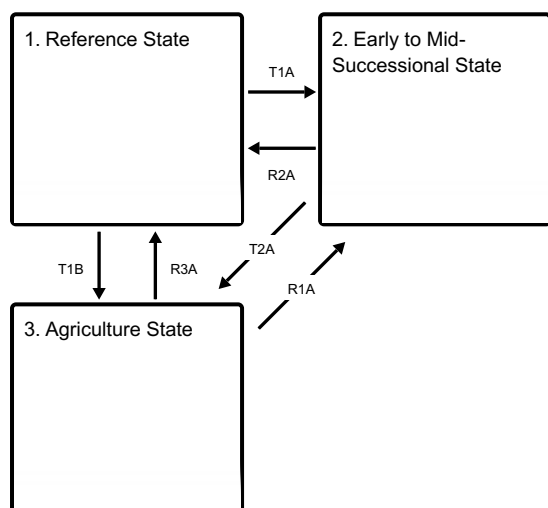 1. Reference State
2. Early to Mid-
Successional State
T1A
R2A
T2A
R1A
T1B
R3A
3. Agriculture State